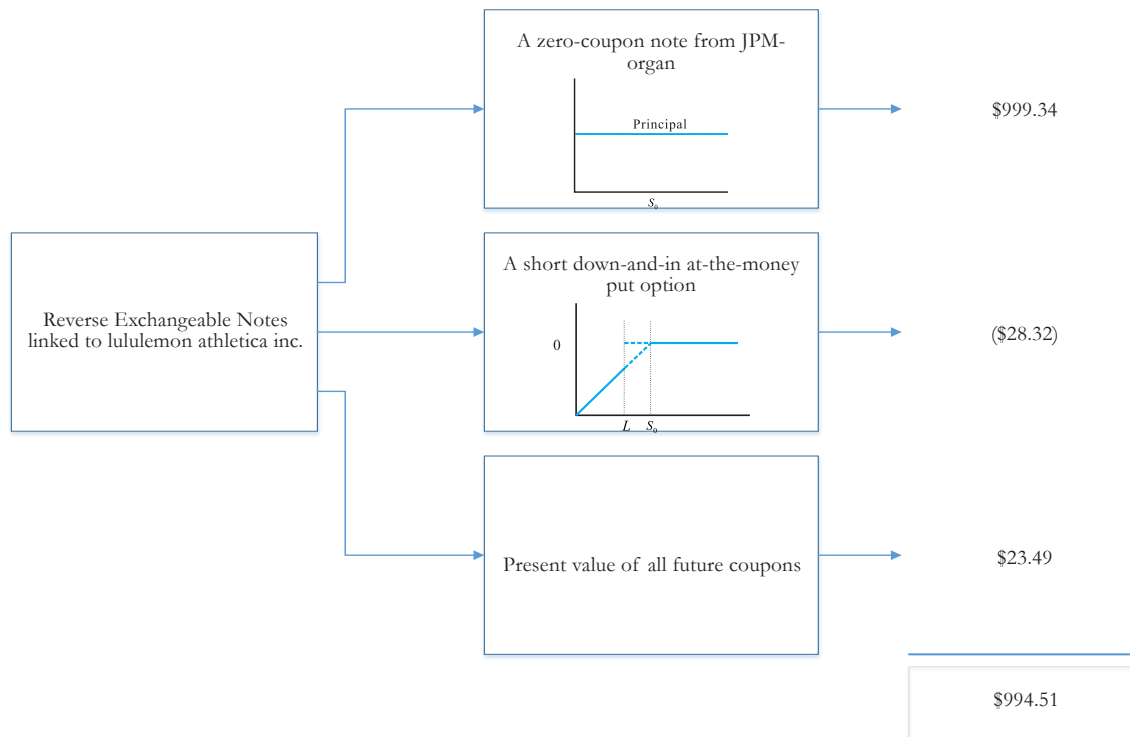 A zero-coupon note from JPM-
organ
Principal
S₀
$999.34
Reverse Exchangeable Notes
linked to lululemon athletica inc.
A short down-and-in at-the-money
put option
0
L S₀
($28.32)
Present value of all future coupons
$23.49
$994.51